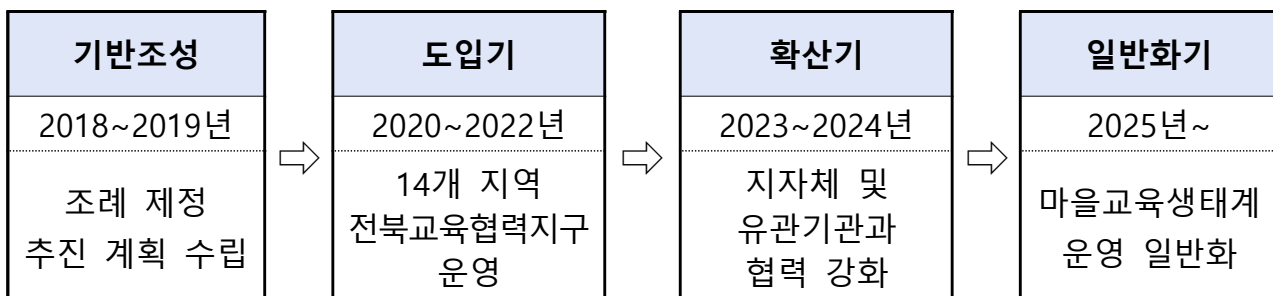 기반조성
2018~2019년
조례 제정
추진 계획 수립
도입기
2020~2022년
14개 지역
전북교육협력지구
운영
확산기
2023~2024년
지자체 및
유관기관과
협력 강화
일반화기
2025년~
마을교육생태계
운영 일반화